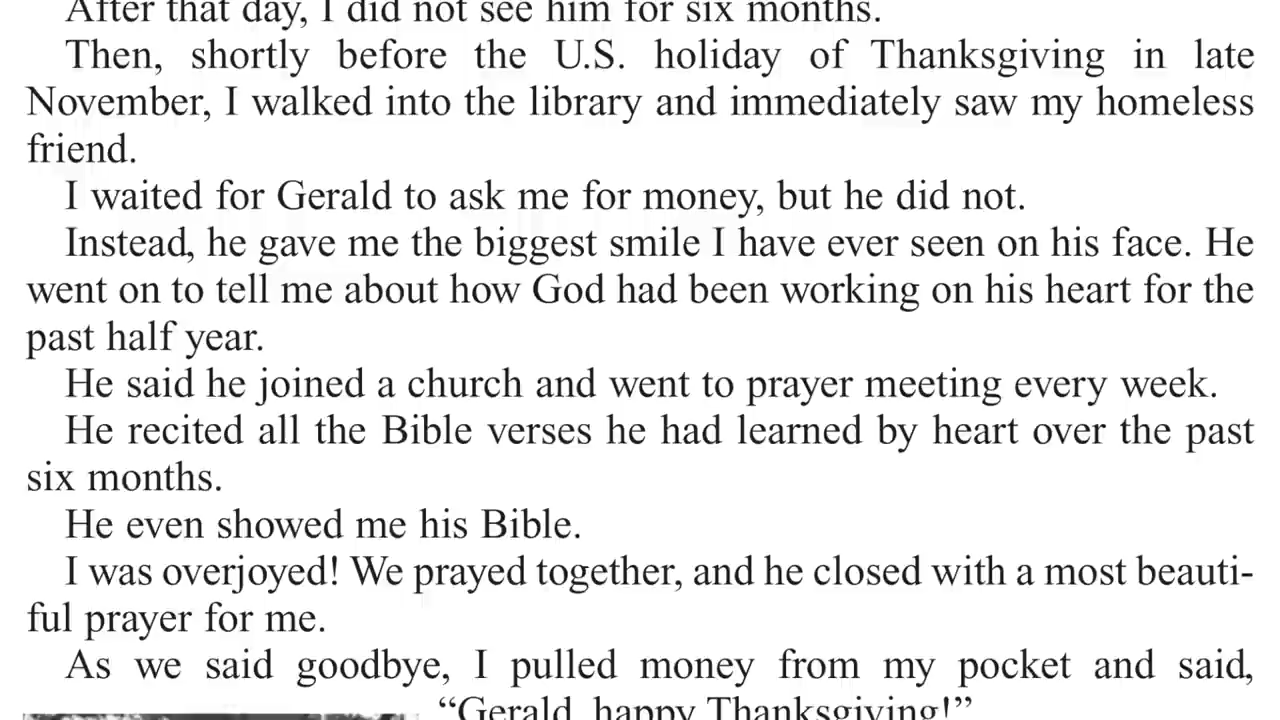 After that day, I did not see him for six months.
Then, shortly before the U.S. holiday of Thanksgiving in late
November, I walked into the library and immediately saw my homeless
friend.
I waited for Gerald to ask me for money, but he did not.
Instead, he gave me the biggest smile I have ever seen on his face. He
went on to tell me about how God had been working on his heart for the
past half year.
He said he joined a church and went to prayer meeting every week.
He recited all the Bible verses he had learned by heart over the past
six months.
He even showed me his Bible.
I was overjoyed! We prayed together, and he closed with a most beauti-
ful prayer for me.
As we said goodbye, I pulled money from my pocket and said,
“Gerald, happy Thanksgiving!”